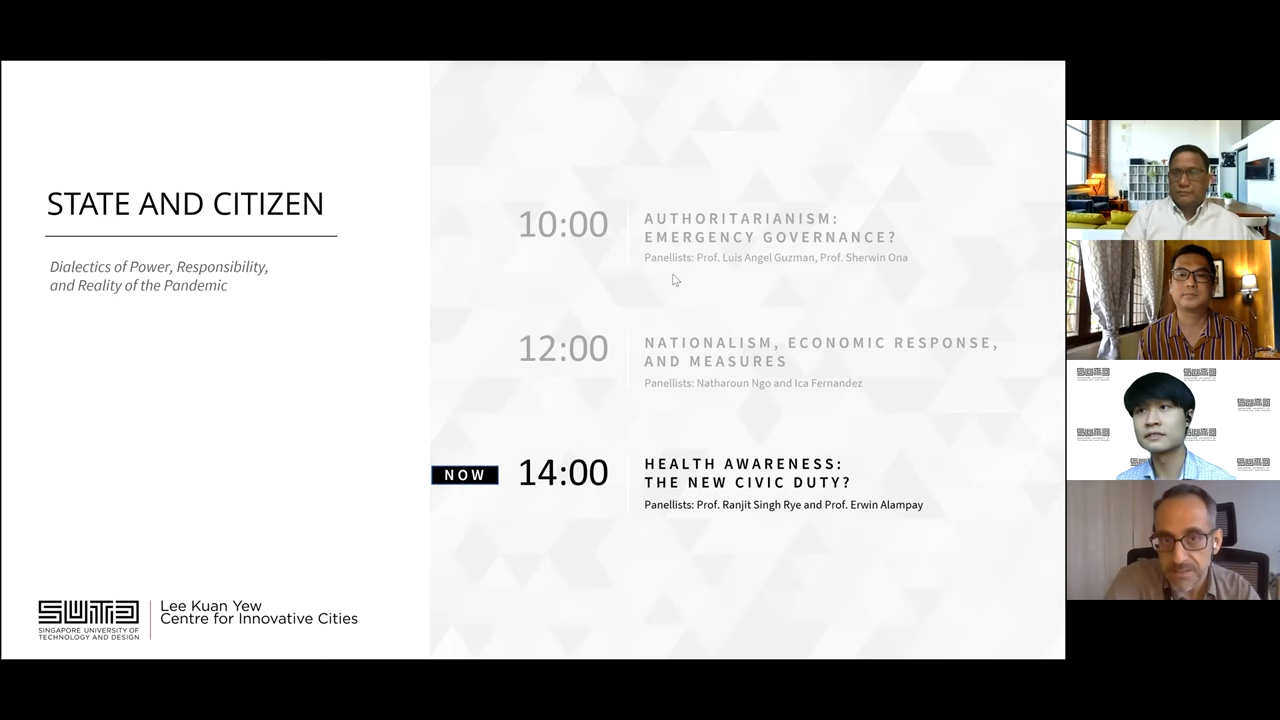 STATE AND CITIZEN
Dialectics of Power, Responsibility,
and Reality of the Pandemic
10:00
AUTHORITARIANISM:
EMERGENCY GOVERNANCE?
Panellists: Prof. Luis Angel Guzman, Prof. Sherwin Ona
12:00
NATIONALISM, ECONOMIC RESPONSE,
AND MEASURES
Panellists: Natharoun Ngo and Ica Fernandez
NOW
14:00
HEALTH AWARENESS:
THE NEW CIVIC DUTY?
Panellists: Prof. Ranjit Singh Rye and Prof. Erwin Alampay
SUTD
SINGAPORE UNIVERSITY OF
TECHNOLOGY AND DESIGN
Lee Kuan Yew
Centre for Innovative Cities